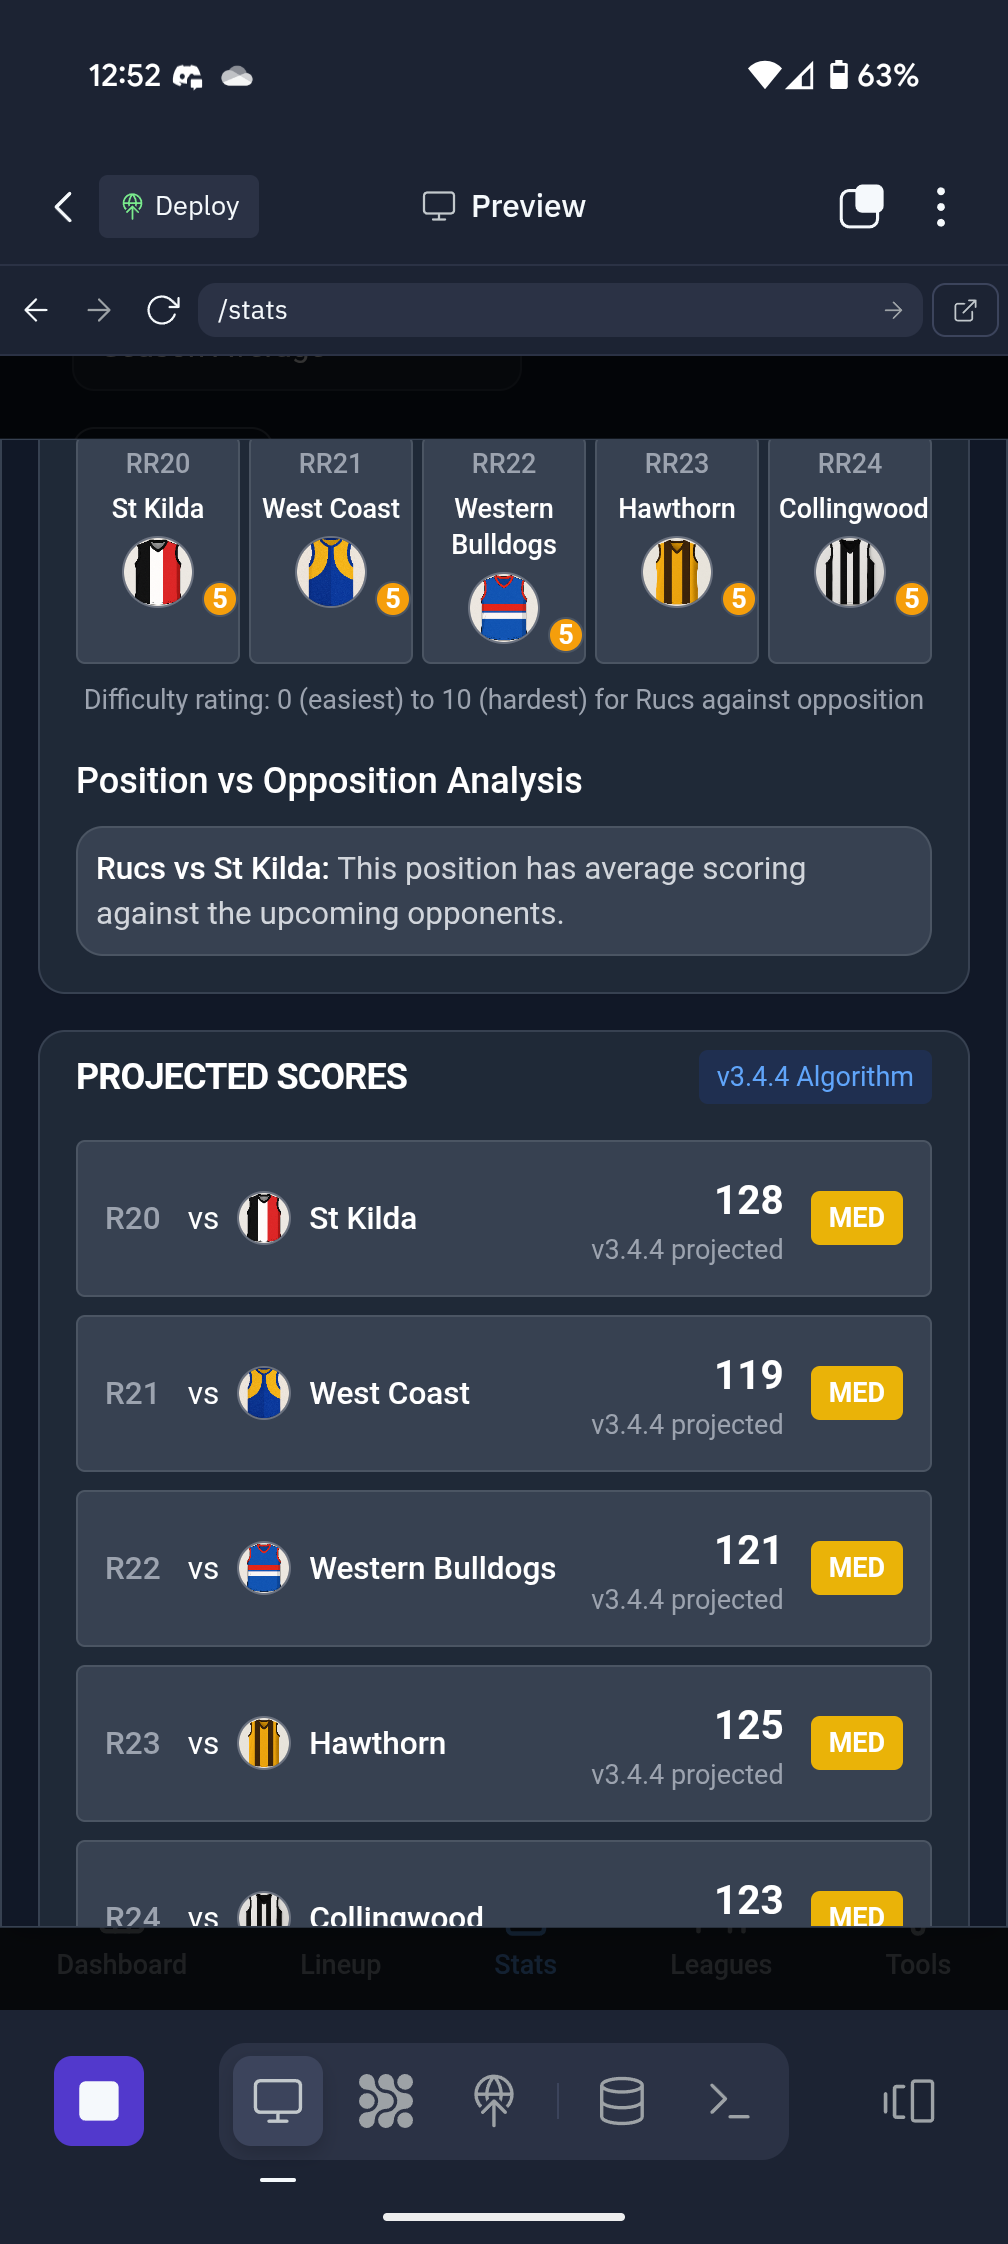 12:52
63%
Deploy
Preview
/stats
Season Average
RR20
RR21
RR22
RR23
RR24
St Kilda
West Coast
Western
Bulldogs
Hawthorn
Collingwood
5
5
5
5
5
Difficulty rating: 0 (easiest) to 10 (hardest) for Rucs against opposition
Position vs Opposition Analysis
Rucs vs St Kilda: This position has average scoring
against the upcoming opponents.
PROJECTED SCORES
v3.4.4 Algorithm
R20 vs St Kilda
128
v3.4.4 projected
MED
R21 vs West Coast
119
v3.4.4 projected
MED
R22 vs Western Bulldogs
121
v3.4.4 projected
MED
R23 vs Hawthorn
125
v3.4.4 projected
MED
R24 vs Collingwood
123
MED
Dashboard
Lineup
Stats
Leagues
Tools